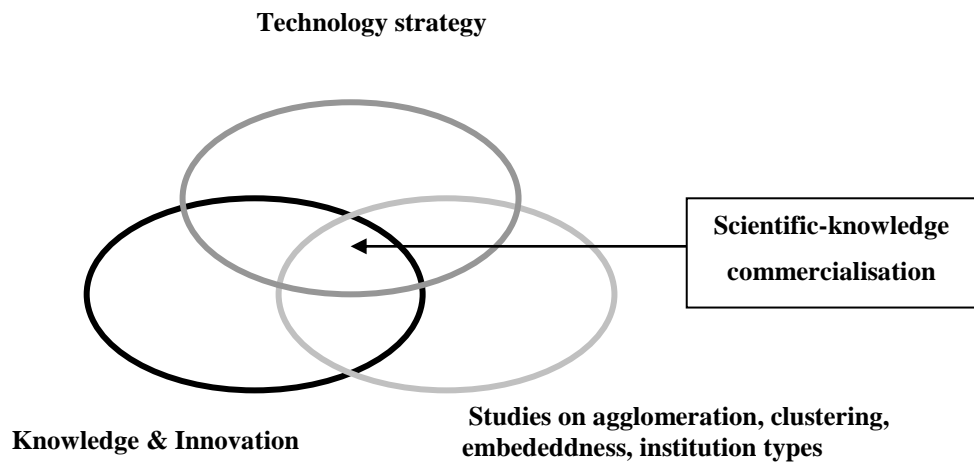 Technology strategy
Scientific-knowledge
commercialisation
Studies on agglomeration, clustering,
embededdness, institution types
Knowledge & Innovation